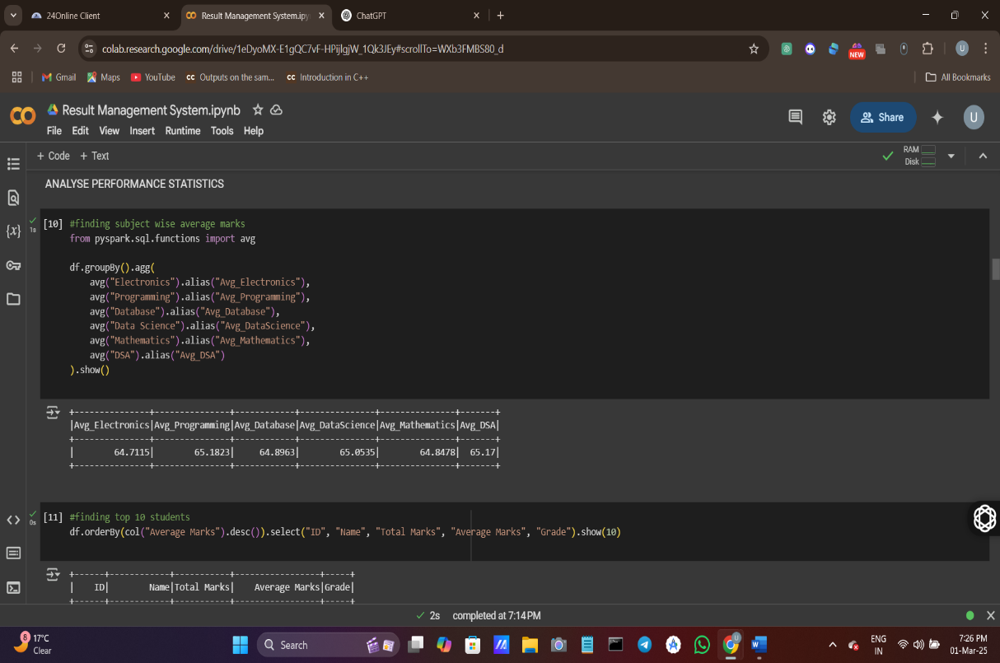 24Online Client
Result Management System.ipy
ChatGPT
colab.research.google.com/drive/1eDyoMX-E1gQC7vF-HPijlgjW_1Qk3JEy#scrollTo=WXb3FMBS80_d
NEW
U
Gmail
Maps
YouTube
CC Outputs on the sam...
CC Introduction in C++
All Bookmarks
CO
Result Management System.ipynb
File Edit View Insert Runtime Tools Help
Share
U
+ Code + Text
RAM
Disk
ANALYSE PERFORMANCE STATISTICS
{x}
1s
[10] #finding subject wise average marks
from pyspark.sql.functions import avg
df.groupBy().agg(
avg("Electronics").alias("Avg_Electronics"),
avg("Programming").alias("Avg_Programming"),
avg("Database").alias("Avg_Database"),
avg("Data Science").alias("Avg_DataScience"),
avg("Mathematics").alias("Avg_Mathematics"),
avg("DSA").alias("Avg_DSA")
).show()
+---------------+---------------+------------+---------------+---------------+-------+
|Avg_Electronics|Avg_Programming|Avg_Database|Avg_DataScience|Avg_Mathematics|Avg_DSA|
+---------------+---------------+------------+---------------+---------------+-------+
|        64.7115|        65.1823|     64.8963|        65.0535|        64.8478|  65.17|
+---------------+---------------+------------+---------------+---------------+-------+
0s
[11] #finding top 10 students
df.orderBy(col("Average Marks").desc()).select("ID", "Name", "Total Marks", "Average Marks", "Grade").show(10)
+------+------------+-----------+-----------------+-----+
|    ID|        Name|Total Marks|    Average Marks|Grade|
+------+------------+-----------+-----------------+-----+
2s completed at 7:14 PM
8
17°C
Clear
Search
W
ENG
IN
7:26 PM
01-Mar-25